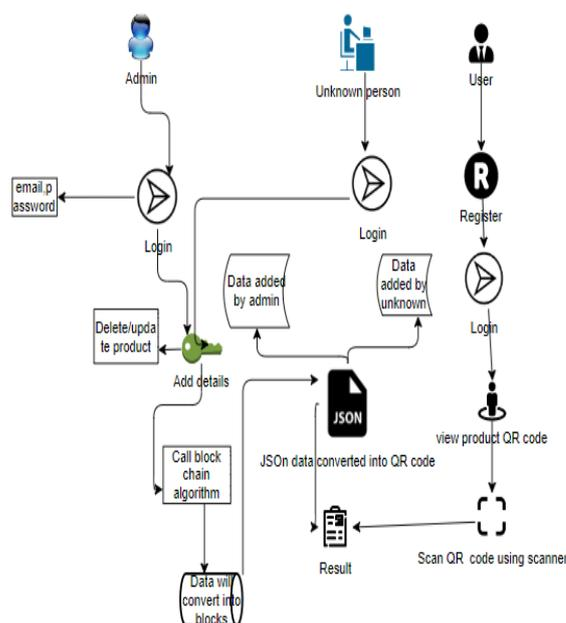 Admin
Unknown person
User
email,p
assword
R
Register
Login
Login
Login
Data added
by admin
Data
added by
unknown
Delete/upda
te product
Add details
JSON
view product QR code
JSOn data converted into QR code
Call block
chain
algorithm
Scan QR code using scanner
Result
Data will
convert into
blocks